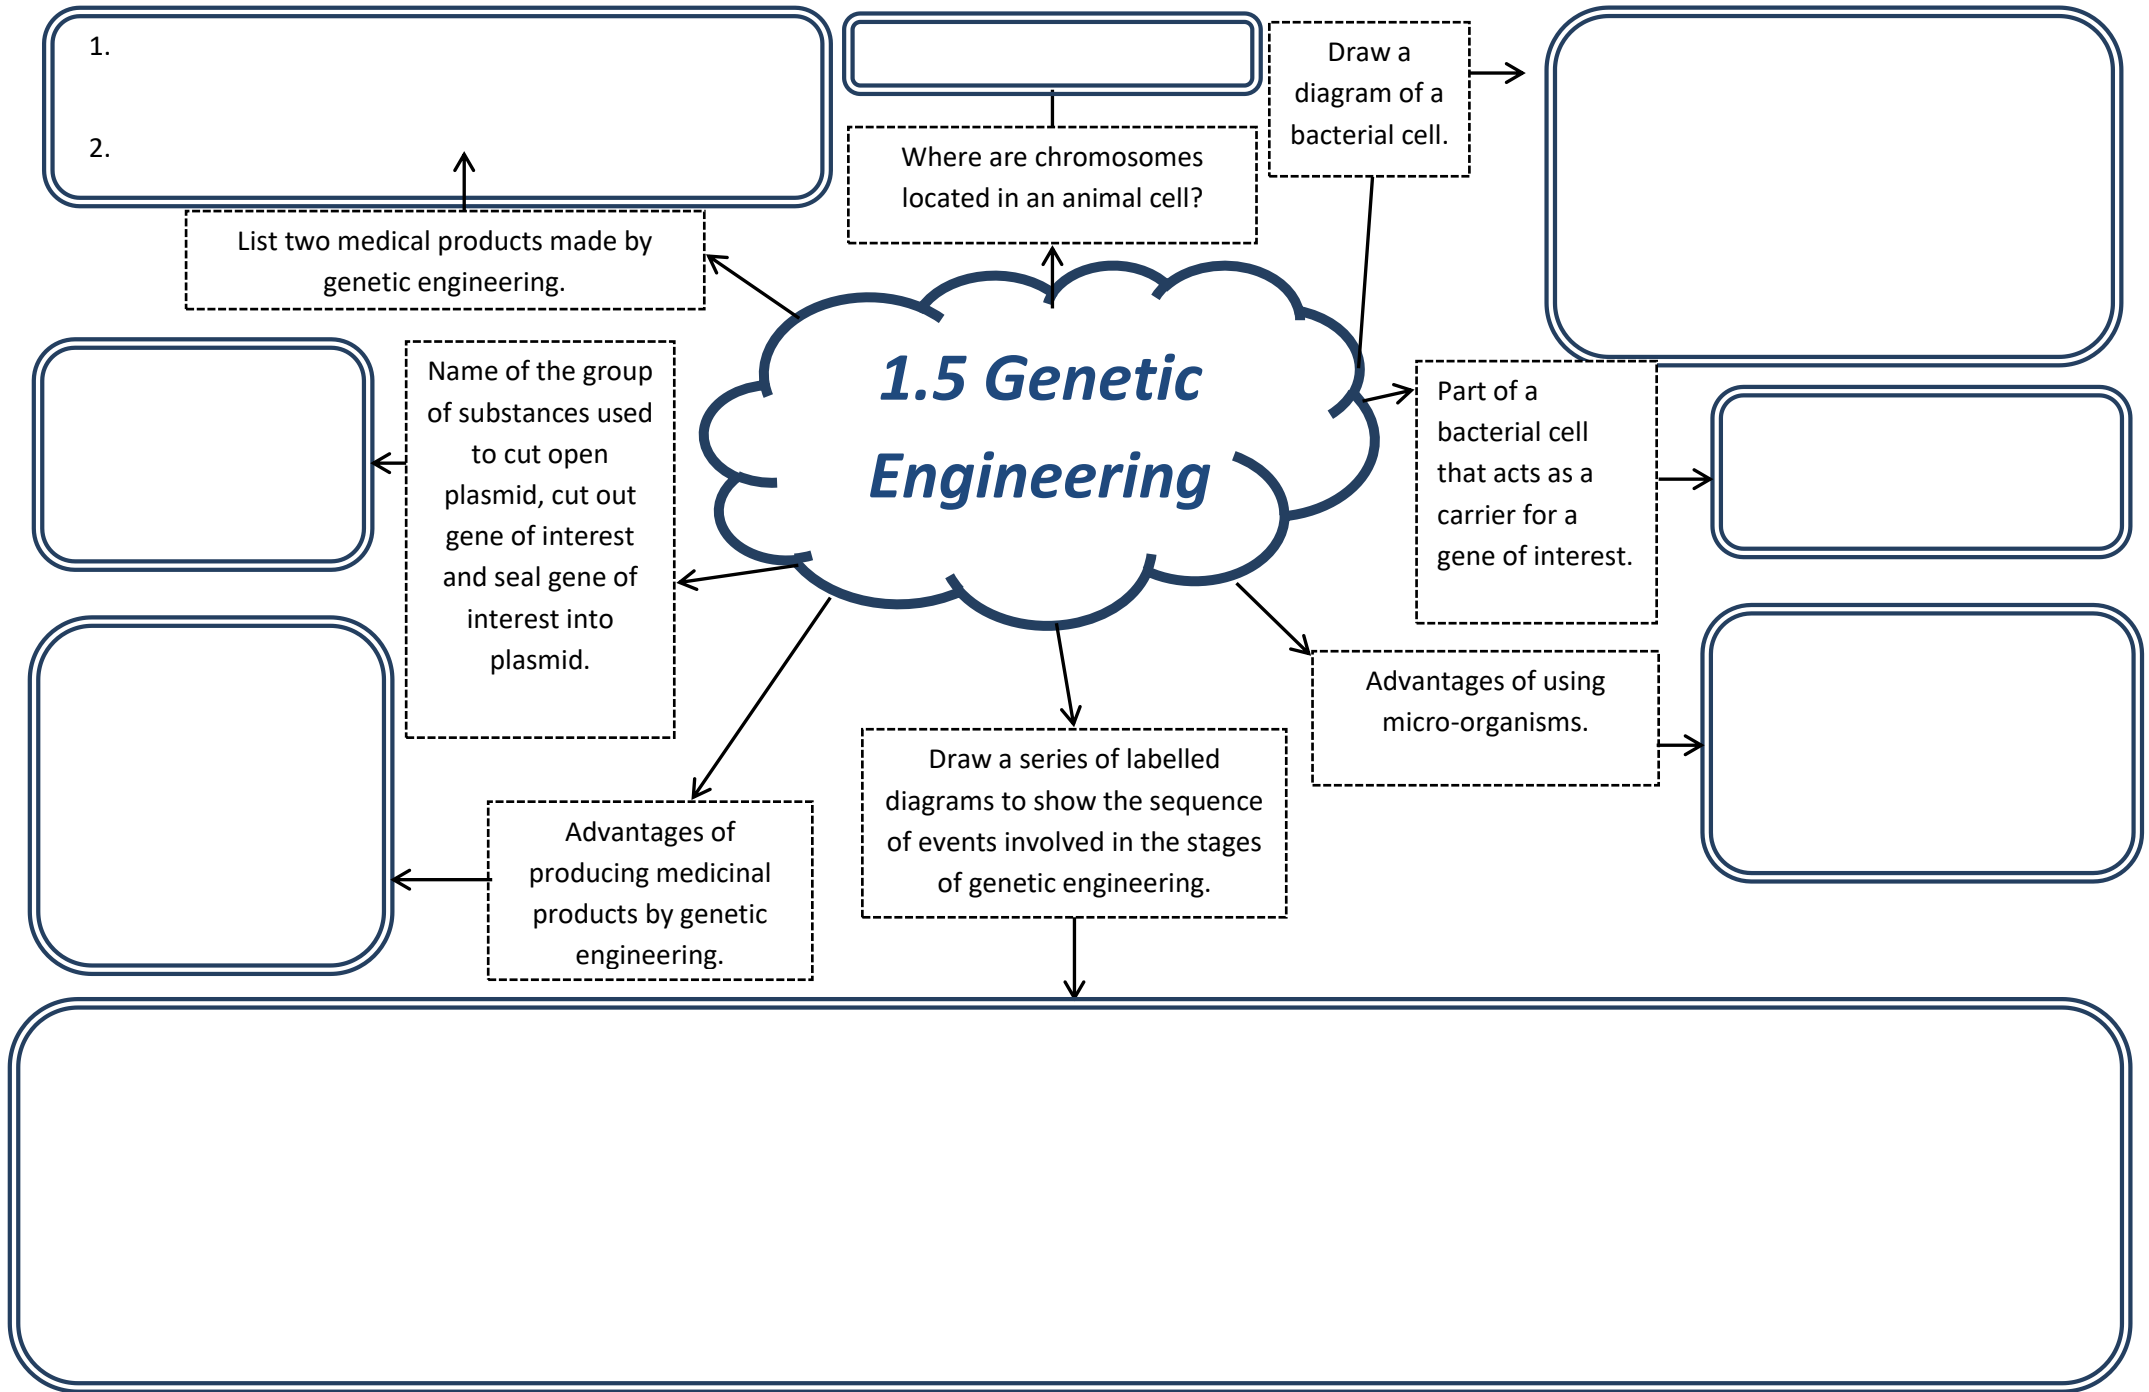 1.
2.
List two medical products made by
genetic engineering.
Where are chromosomes
located in an animal cell?
Draw a
diagram of a
bacterial cell.
1.5 Genetic
Engineering
Name of the group
of substances used
to cut open
plasmid, cut out
gene of interest
and seal gene of
interest into
plasmid.
Part of a
bacterial cell
that acts as a
carrier for a
gene of interest.
Advantages of using
micro-organisms.
Draw a series of labelled
diagrams to show the sequence
of events involved in the stages
of genetic engineering.
Advantages of
producing medicinal
products by genetic
engineering.